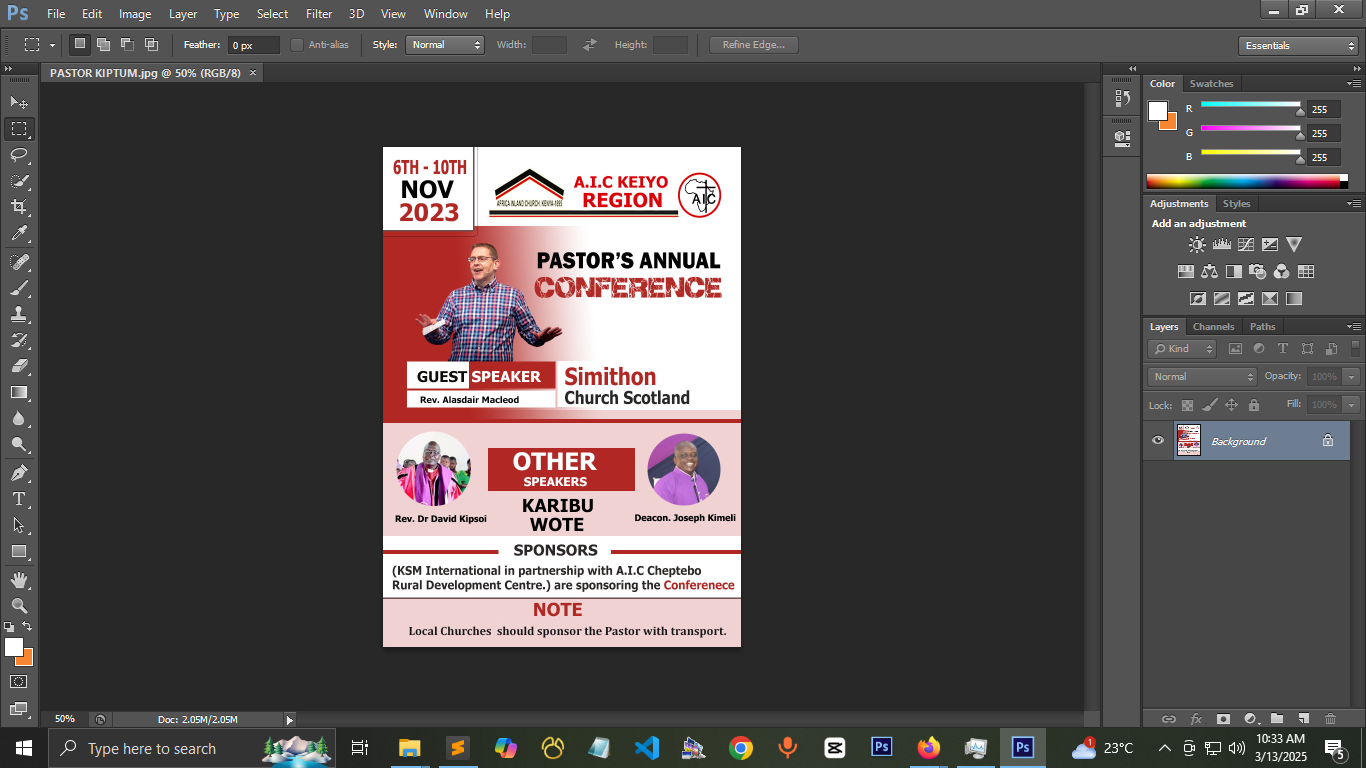 Ps File Edit Image Layer Type Select Filter 3D View Window Help
Feather: 0 px Anti-alias Style: Normal Width: Height: Refine Edge... Essentials
PASTOR KIPTUM.jpg @ 50% (RGB/8) ×
6TH - 10TH
NOV
2023
AFRICA INLAND CHURCH, KENYA-1895
A.I.C KEIYO
REGION
AIC
PASTOR'S ANNUAL
CONFERENCE
GUEST SPEAKER
Rev. Alasdair Macleod
Simithon
Church Scotland
OTHER
SPEAKERS
KARIBU
WOTE
Rev. Dr David Kipsoi
Deacon. Joseph Kimeli
SPONSORS
(KSM International in partnership with A.I.C Cheptebo
Rural Development Centre.) are sponsoring the Conferenece
NOTE
Local Churches should sponsor the Pastor with transport.
Color Swatches
R 255
G 255
B 255
Adjustments Styles
Add an adjustment
Layers Channels Paths
Kind
Normal Opacity: 100%
Lock: Fill: 100%
Background
fx
50% Doc: 2.05M/2.05M
Type here to search
Ps
Ps
1
23°C
10:33 AM
3/13/2025
5